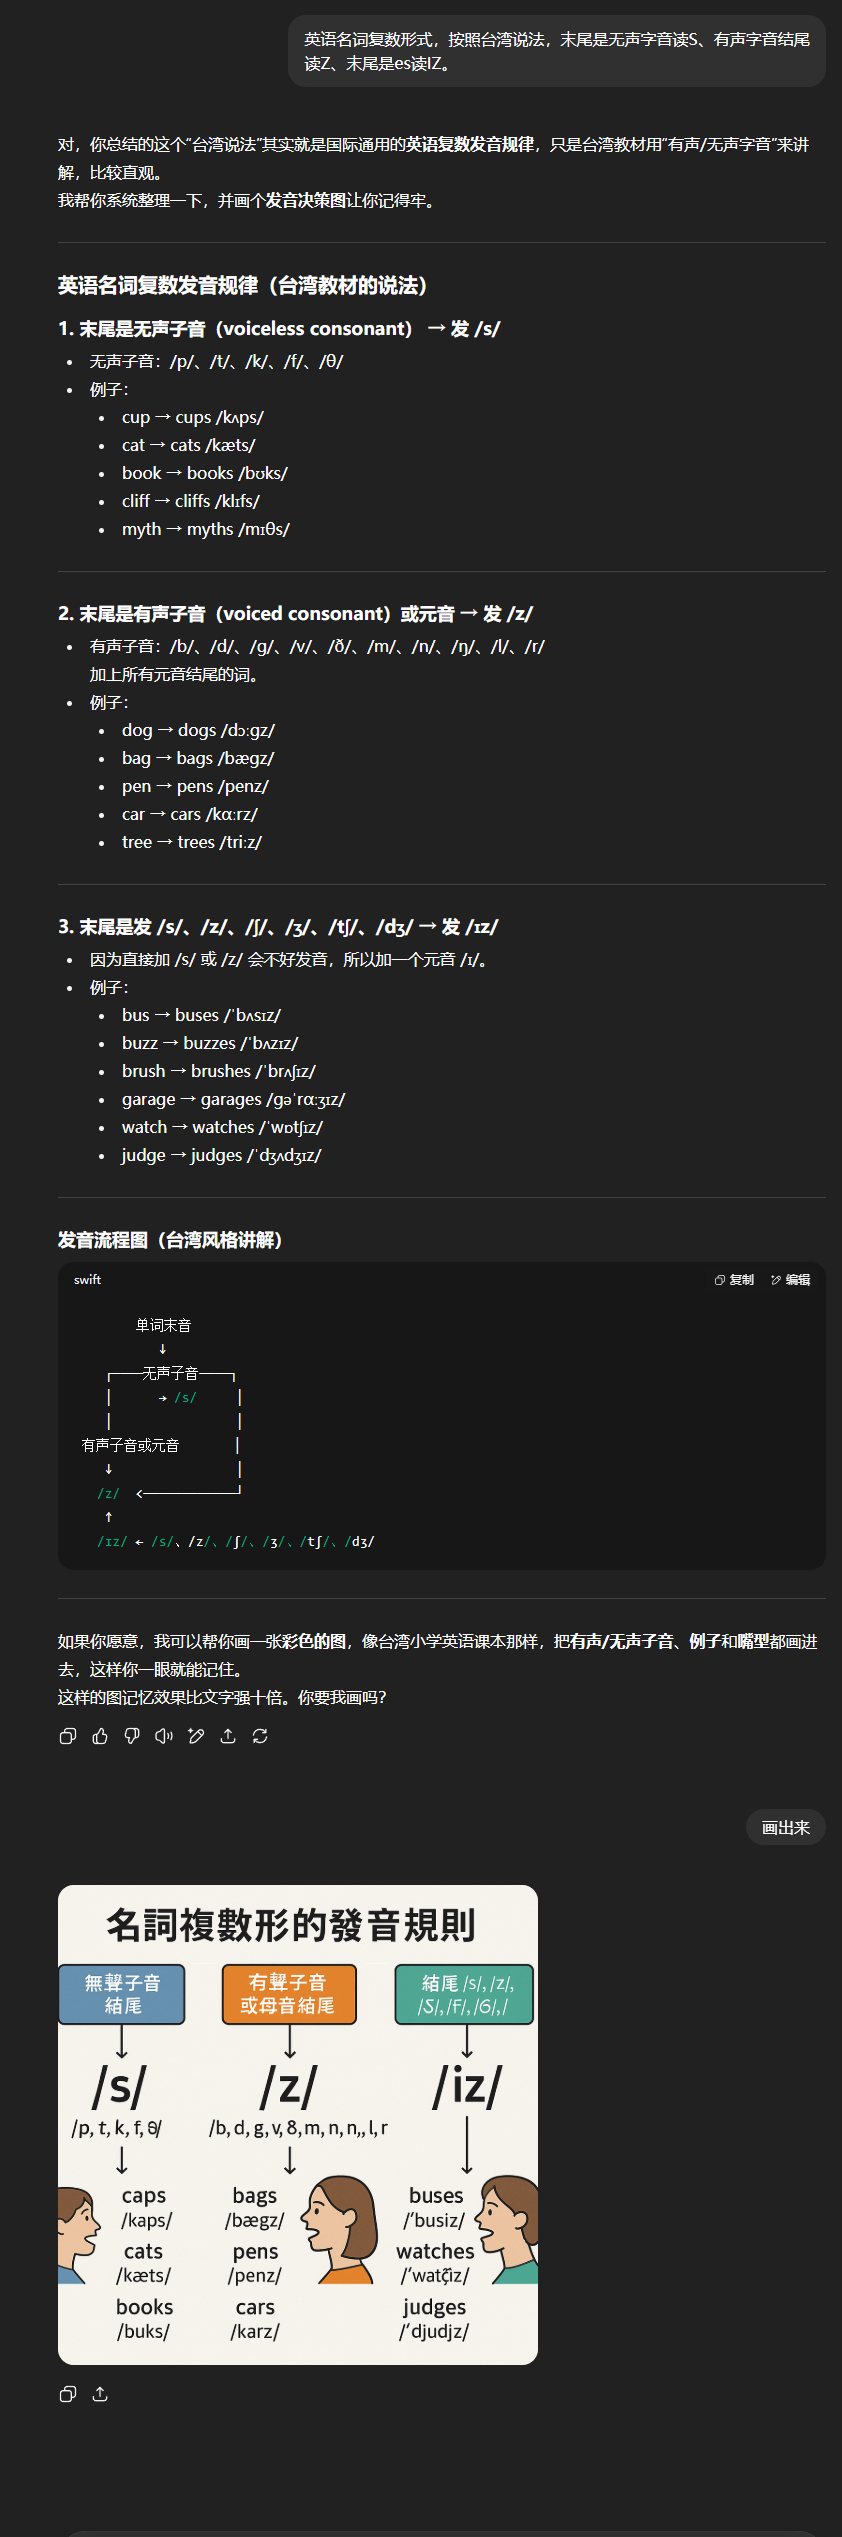 英语名词复数形式，按照台湾说法，末尾是无声字音读S、有声字音结尾
读Z、末尾是es读IZ。
对，你总结的这个“台湾说法”其实就是国际通用的英语复数发音规律，只是台湾教材用“有声/无声子音”来讲
解，比较直观。
我帮你系统整理一下，并画个发音决策图让你记得牢。
英语名词复数发音规律（台湾教材的说法）
1. 末尾是无声子音（voiceless consonant） → 发 /s/
• 无声子音：/p/、/t/、/k/、/f/、/θ/
• 例子：
• cup → cups /kʌps/
• cat → cats /kæts/
• book → books /bʊks/
• cliff → cliffs /klɪfs/
• myth → myths /mɪθs/
2. 末尾是有声子音（voiced consonant）或元音 → 发 /z/
• 有声子音：/b/、/d/、/g/、/v/、/ð/、/m/、/n/、/ŋ/、/l/、/r/
加上所有元音结尾的词。
• 例子：
• dog → dogs /dɔːgz/
• bag → bags /bægz/
• pen → pens /penz/
• car → cars /kɑːrz/
• tree → trees /triːz/
3. 末尾是发 /s/、/z/、/ʃ/、/ʒ/、/tʃ/、/dʒ/ → 发 /ɪz/
• 因为直接加 /s/ 或 /z/ 会不好发音，所以加一个元音 /ɪ/。
• 例子：
• bus → buses /ˈbʌsɪz/
• buzz → buzzes /ˈbʌzɪz/
• brush → brushes /ˈbrʌʃɪz/
• garage → garages /gəˈrɑːʒɪz/
• watch → watches /ˈwɒtʃɪz/
• judge → judges /ˈdʒʌdʒɪz/
发音流程图（台湾风格讲解）
swift 复制 编辑
单词末音
↓
┌───无声子音───┐
│ → /s/ │
│ │
有声子音或元音 │
↓ │
/z/ <───────────┘
↑
/ɪz/ ← /s/、/z/、/ʃ/、/ʒ/、/tʃ/、/dʒ/
如果你愿意，我可以帮你画一张彩色的图，像台湾小学英语课本那样，把有声/无声子音、例子和嘴型都画进
去，这样你一眼就能记住。
这样的图记忆效果比文字强十倍。你要我画吗？
画出来
名詞複數形的發音規則
無聲子音
結尾
有聲子音
或母音結尾
結尾 /s/, /z/,
/s/
/z/
/iz/
/p, t, k, f, θ/
/b, d, g, v, 8, m, n, n,, l, r
caps
/kaps/
cats
/kæts/
books
/buks/
bags
/bægz/
pens
/penz/
cars
/karz/
buses
/ˈbusiz/
watches
judges
/ˈdjudjz/